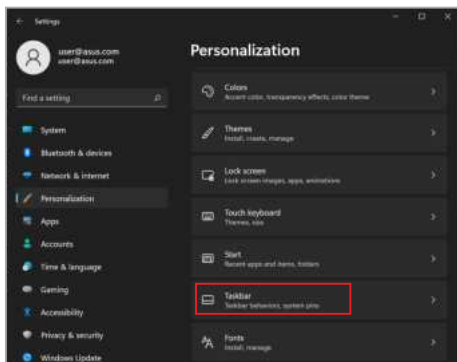 Settings
user@asus.com
user@asus.com
Find a setting
System
Bluetooth & devices
Network & internet
Personalization
Apps
Accounts
Time & language
Gaming
Accessibility
Privacy & security
Windows Update
Personalization
Colors
Accent color, transparency effects, color theme
Themes
Install, create, manage
Lock screen
Lock screen images, apps, animations
Touch keyboard
Themes, size
Start
Recent apps and items, folders
Taskbar
Taskbar behaviors, system pins
Fonts
Install, manage